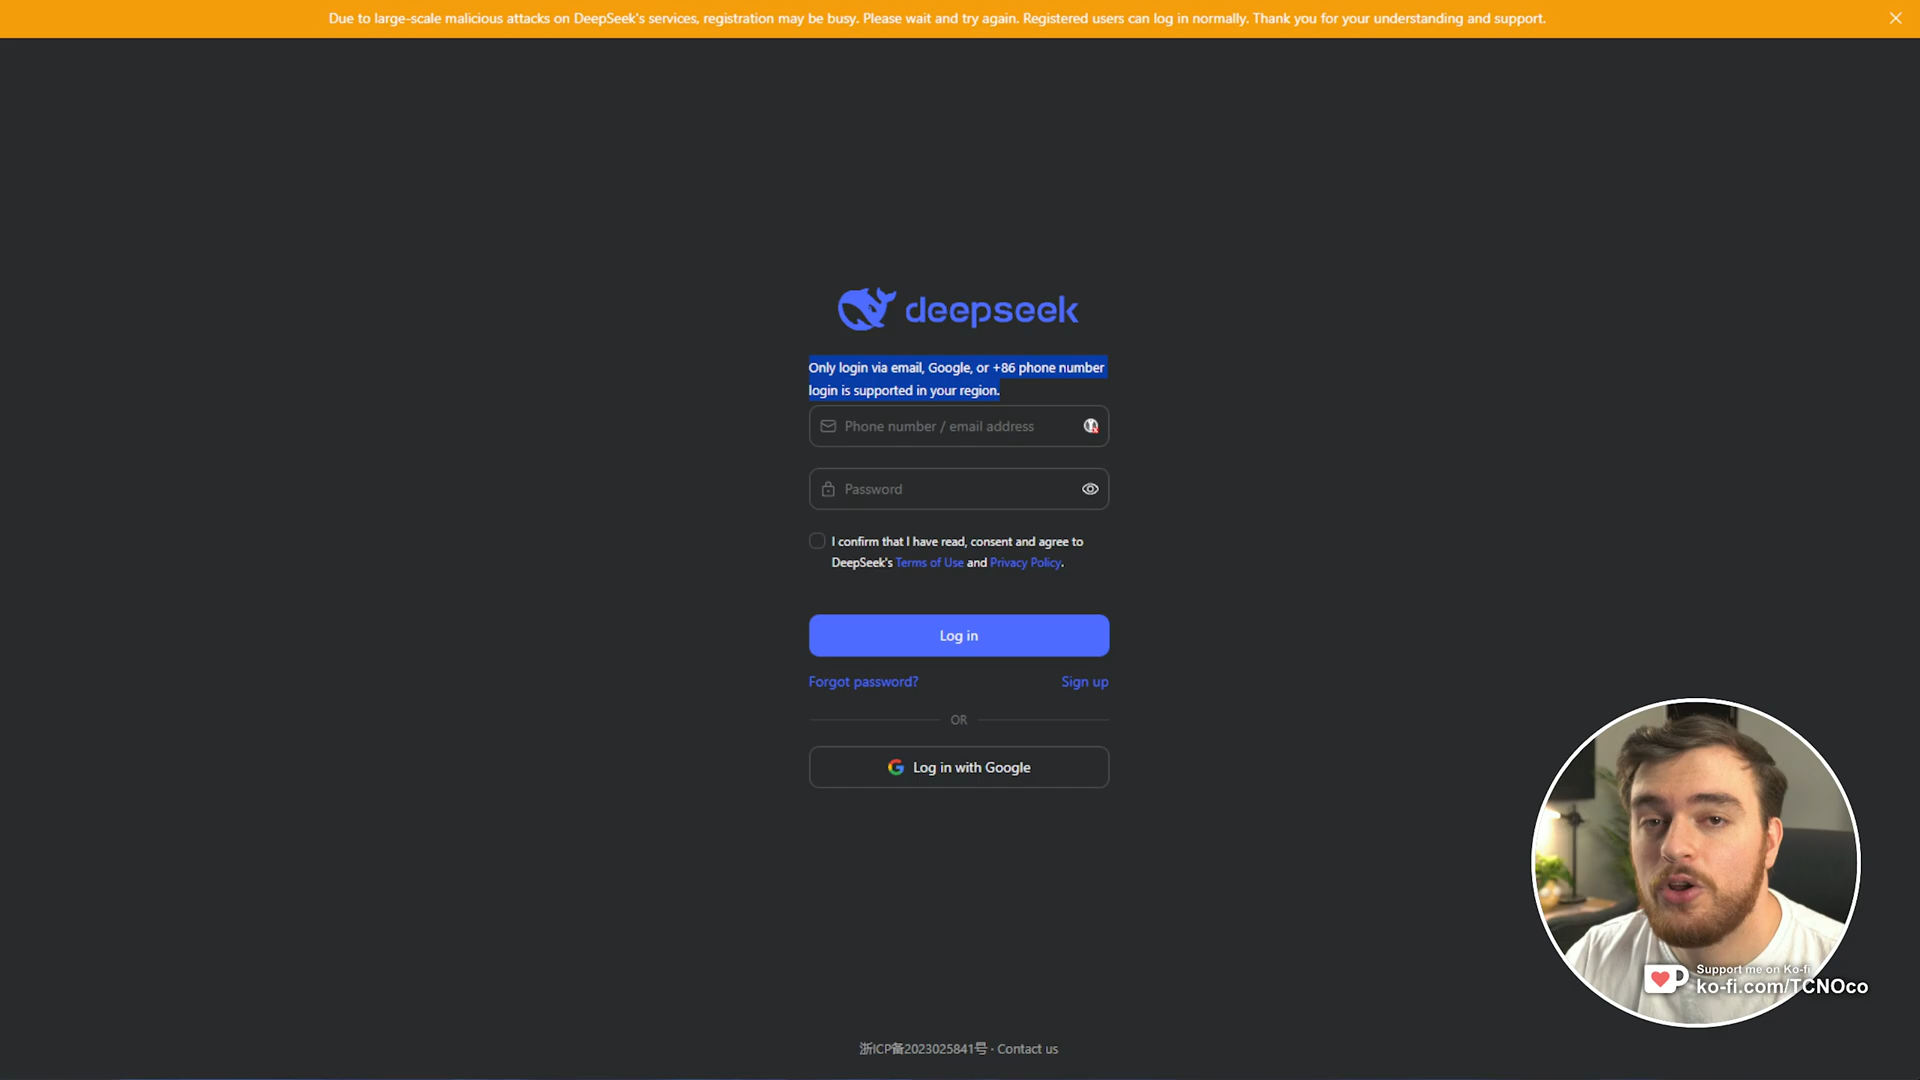 Due to large-scale malicious attacks on DeepSeek's services, registration may be busy. Please wait and try again. Registered users can log in normally. Thank you for your understanding and support.
deepseek
Only login via email, Google, or +86 phone number
login is supported in your region.
Phone number / email address
Password
I confirm that I have read, consent and agree to
DeepSeek's Terms of Use and Privacy Policy.
Log in
Forgot password?
Sign up
OR
Log in with Google
Support me on Ko-fi
ko-fi.com/TCNOco
浙ICP备2023025841号 · Contact us